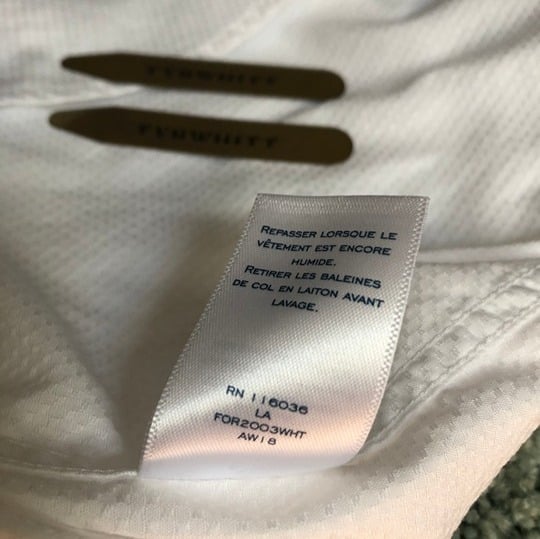 TYRWHITT
TYRWHITT
REPASSER LORSQUE LE
VÊTEMENT EST ENCORE
HUMIDE.
RETIRER LES BALEINES
DE COL EN LAITON AVANT
LAVAGE.
RN 116036
LA
FOR2003WHT
AW18